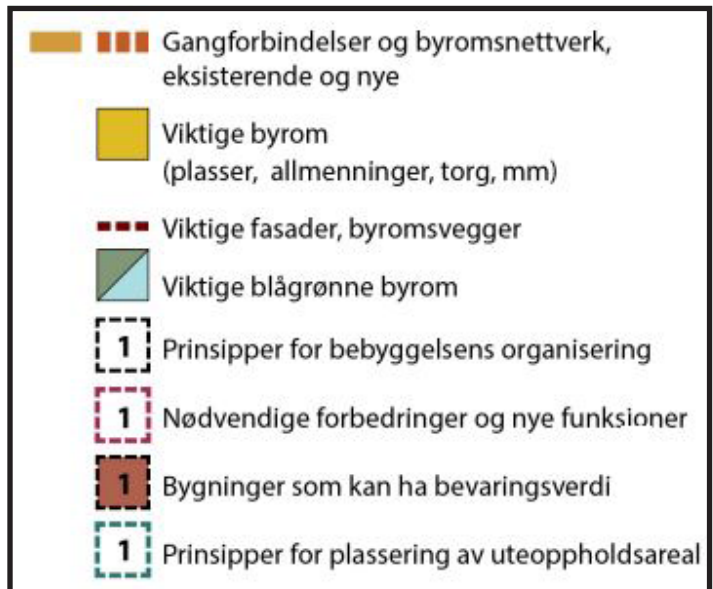 Gangforbindelser og byromsnettverk,
eksisterende og nye
Viktige byrom
(plasser, allmenninger, torg, mm)
Viktige fasader, byromsvegger
Viktige blågrønne byrom
1 Prinsipper for bebyggelsens organisering
1 Nødvendige forbedringer og nye funksjoner
1 Bygninger som kan ha bevaringsverdi
1 Prinsipper for plassering av uteoppholdsareal